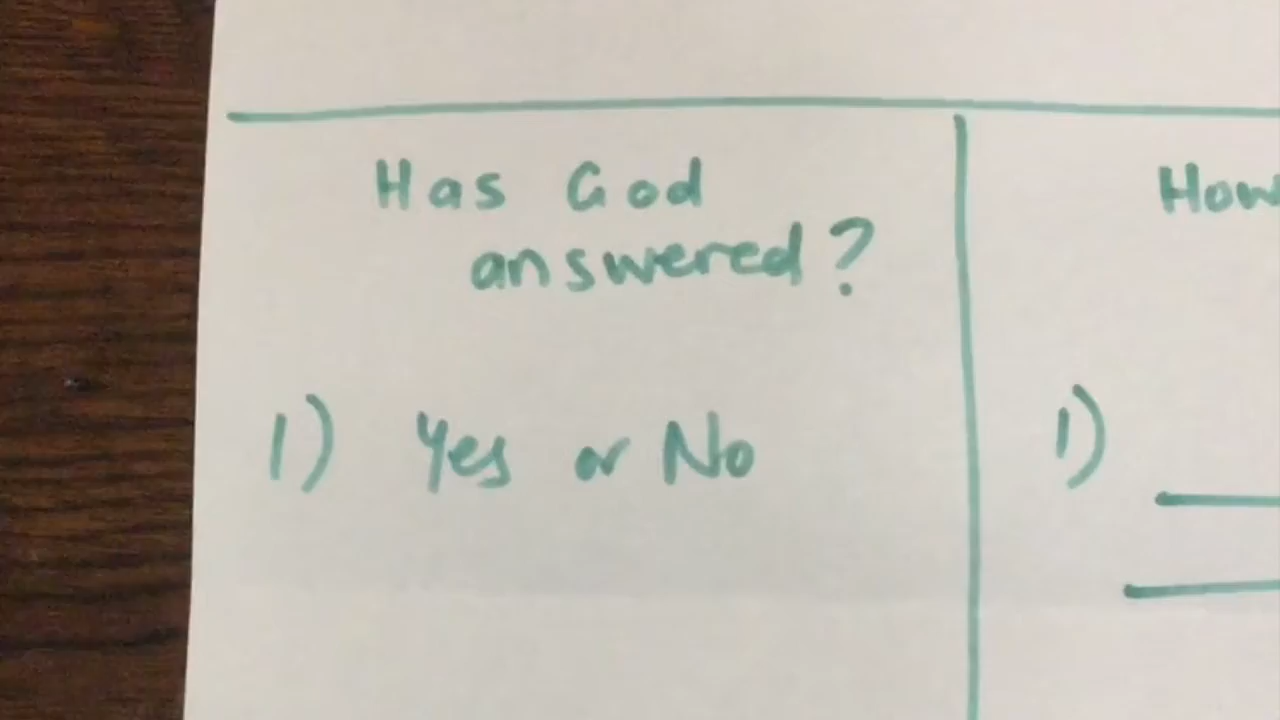 Has God
answered?
1) Yes or No
How
1)